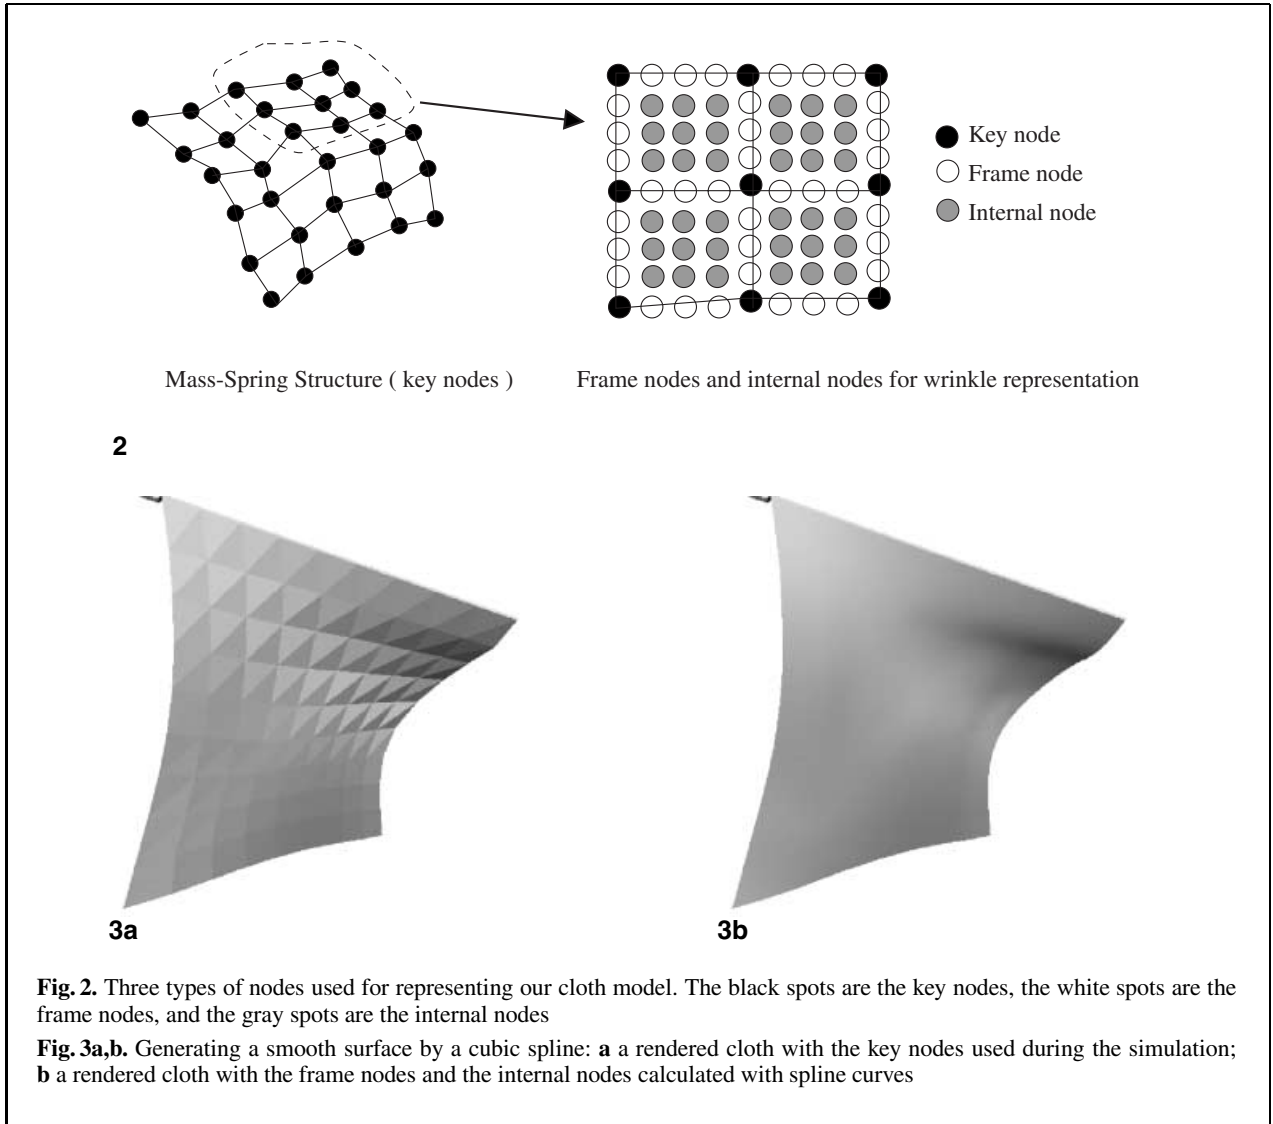 Key node
Frame node
Internal node
Mass-Spring Structure ( key nodes )
Frame nodes and internal nodes for wrinkle representation
2
3a
3b
Fig. 2. Three types of nodes used for representing our cloth model. The black spots are the key nodes, the white spots are the
frame nodes, and the gray spots are the internal nodes
Fig. 3a,b. Generating a smooth surface by a cubic spline: a a rendered cloth with the key nodes used during the simulation;
b a rendered cloth with the frame nodes and the internal nodes calculated with spline curves